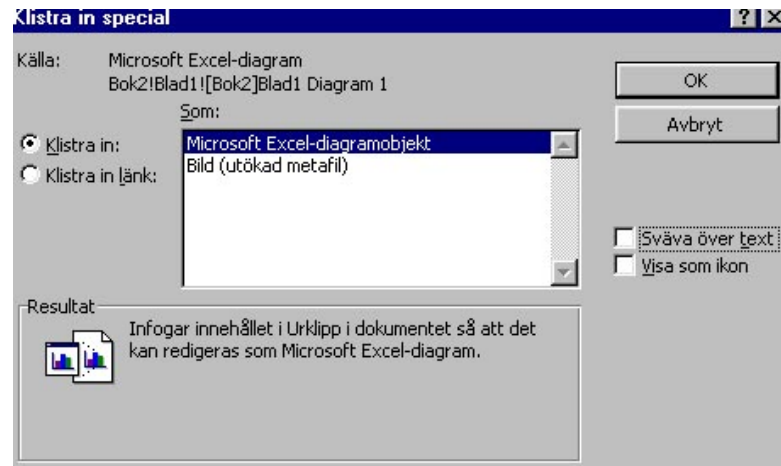 Klistra in special
Källa: Microsoft Excel-diagram
Bok2!Blad1![Bok2]Blad1 Diagram 1
Som:
Klistra in:
Klistra in länk:
Microsoft Excel-diagramobjekt
Bild (utökad metafil)
OK
Avbryt
Sväva över text
Visa som ikon
Resultat
Infogar innehållet i Urklipp i dokumentet så att det
kan redigeras som Microsoft Excel-diagram.